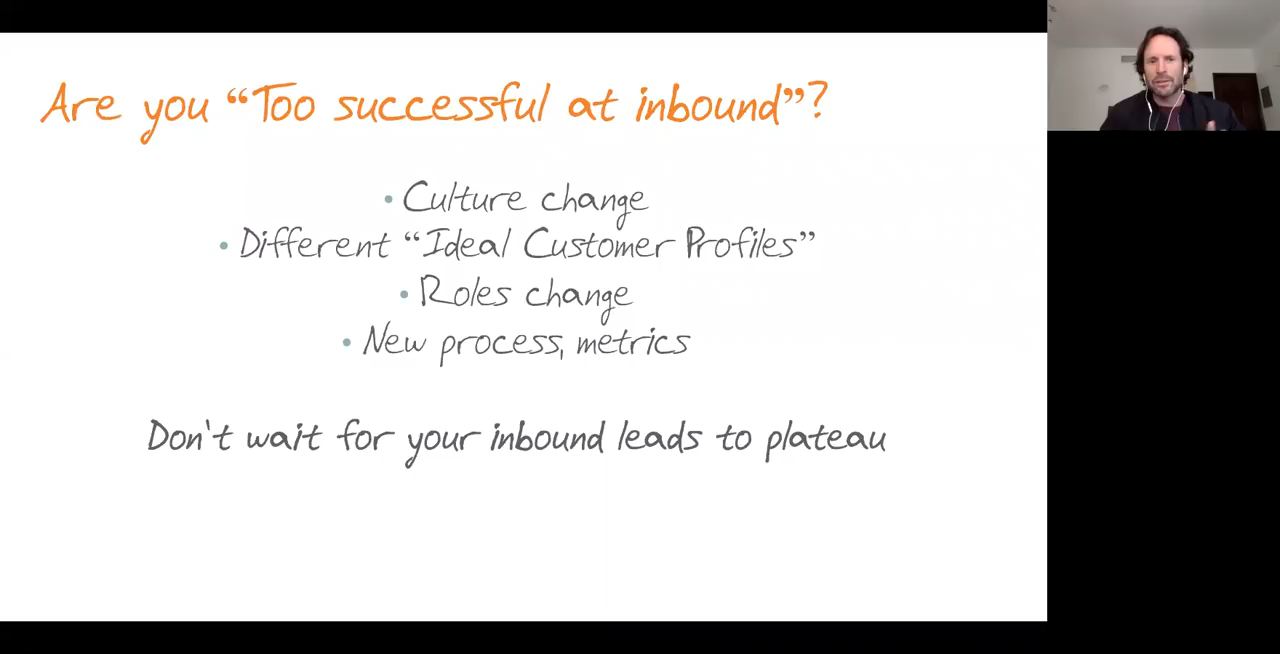 Are you “Too successful at inbound”?
• Culture change
• Different “Ideal Customer Profiles”
• Roles change
• New process, metrics
Don't wait for your inbound leads to plateau